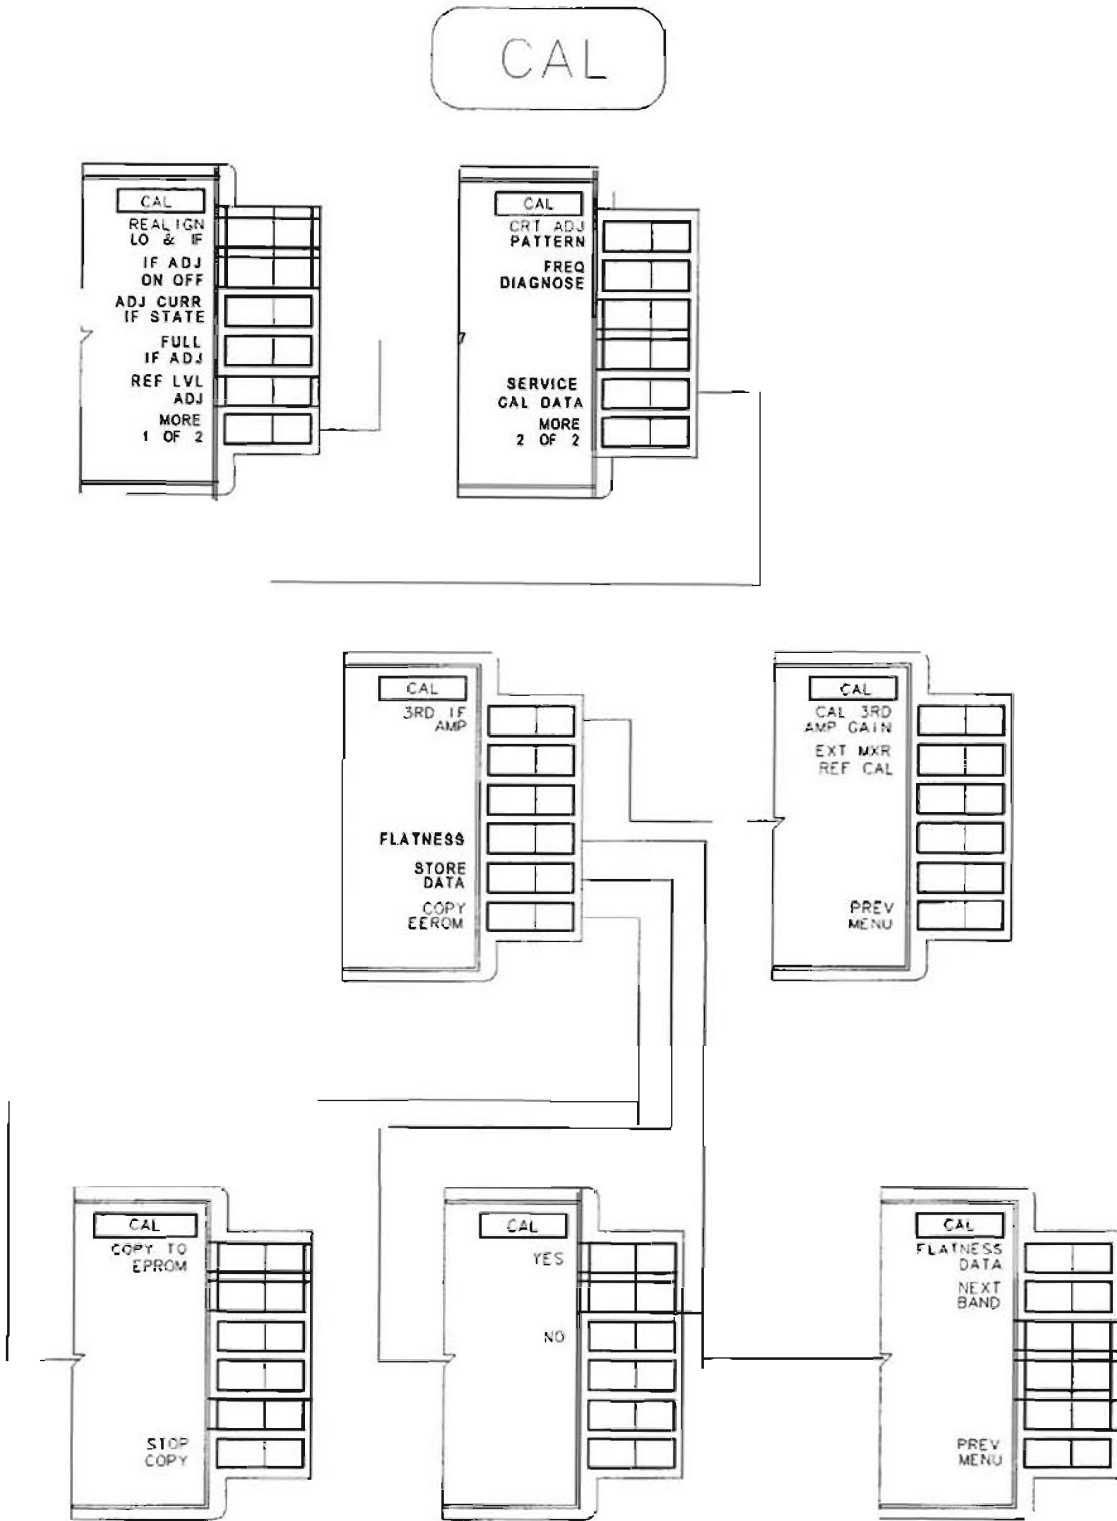 CAL
CAL
REALIGN
LO & IF
IF ADJ
ON OFF
ADJ CURR
IF STATE
FULL
IF ADJ
REF LVL
ADJ
MORE
1 OF 2
CAL
CRT ADJ
PATTERN
FREQ
DIAGNOSE
SERVICE
CAL DATA
MORE
2 OF 2
CAL
3RD IF
AMP
FLATNESS
STORE
DATA
COPY
EEROM
CAL
CAL 3RD
AMP GAIN
EXT MXR
REF CAL
PREV
MENU
CAL
COPY TO
EPROM
STOP
COPY
CAL
YES
NO
CAL
FLATNESS
DATA
NEXT
BAND
PREV
MENU